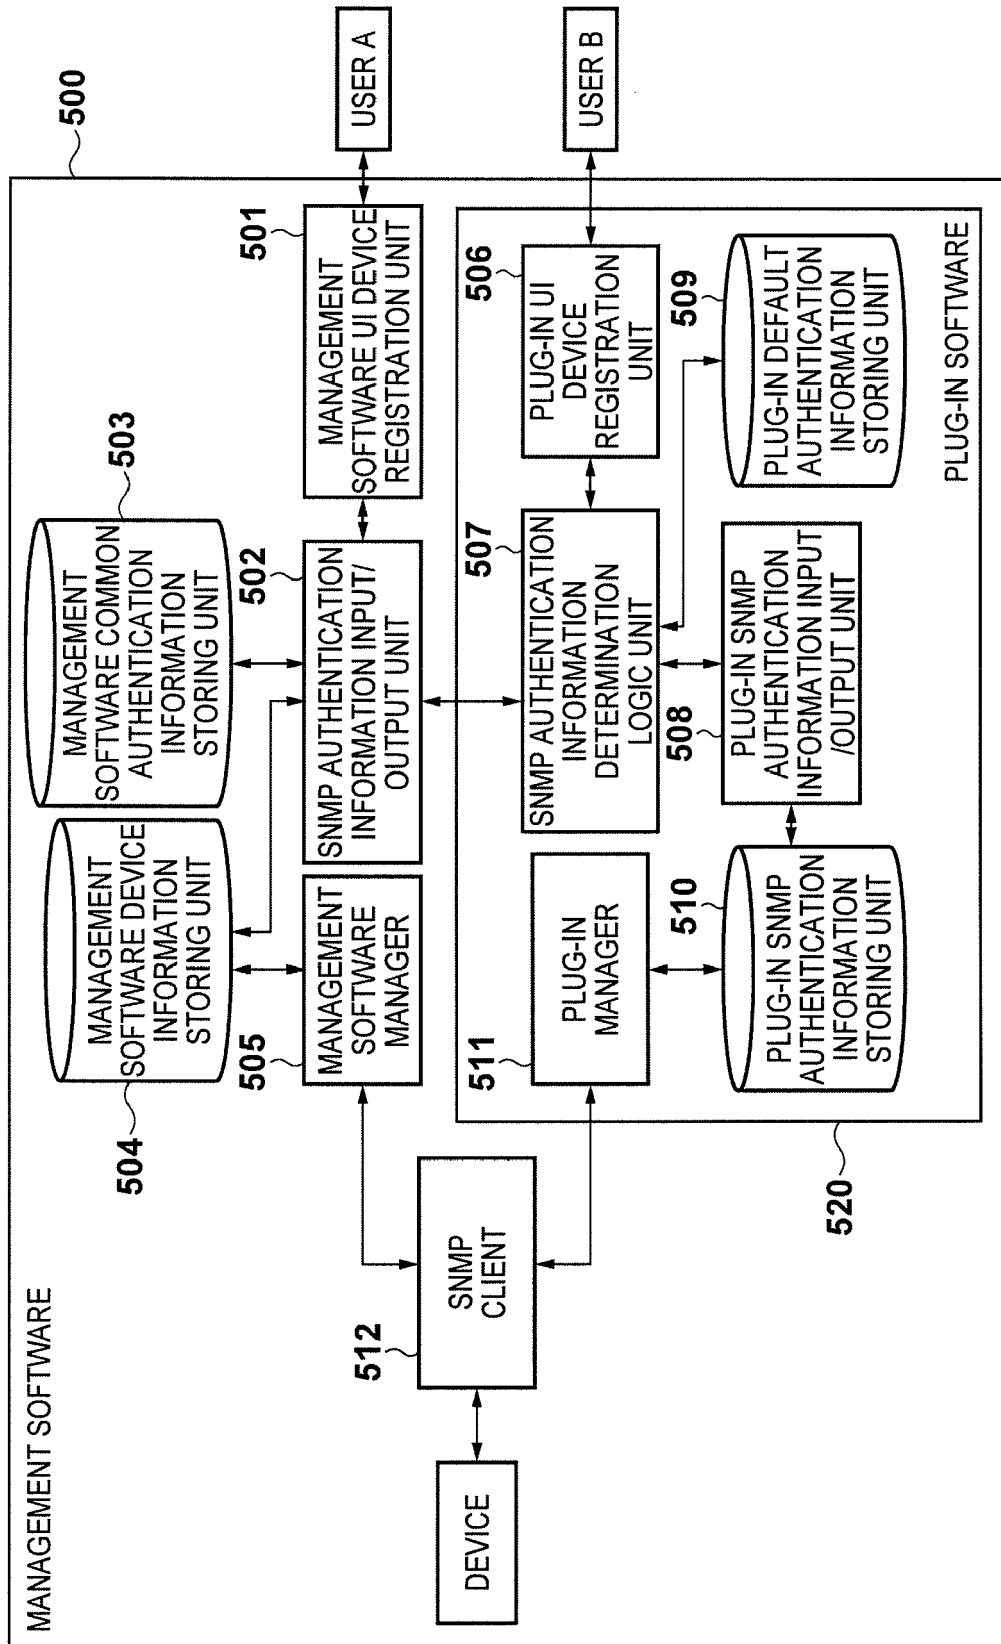 MANAGEMENT SOFTWARE
500
504
MANAGEMENT
SOFTWARE DEVICE
INFORMATION
STORING UNIT
503
MANAGEMENT
SOFTWARE COMMON
AUTHENTICATION
INFORMATION
STORING UNIT
505
MANAGEMENT
SOFTWARE
MANAGER
502
SNMP AUTHENTICATION
INFORMATION INPUT/
OUTPUT UNIT
501
MANAGEMENT
SOFTWARE UI DEVICE
REGISTRATION UNIT
USER A
DEVICE
512
SNMP
CLIENT
511
PLUG-IN
MANAGER
507
SNMP AUTHENTICATION
INFORMATION
DETERMINATION
LOGIC UNIT
506
PLUG-IN UI
DEVICE
REGISTRATION
UNIT
USER B
510
PLUG-IN SNMP
AUTHENTICATION
INFORMATION
STORING UNIT
508
PLUG-IN SNMP
AUTHENTICATION
INFORMATION INPUT
/OUTPUT UNIT
509
PLUG-IN DEFAULT
AUTHENTICATION
INFORMATION
STORING UNIT
PLUG-IN SOFTWARE
520